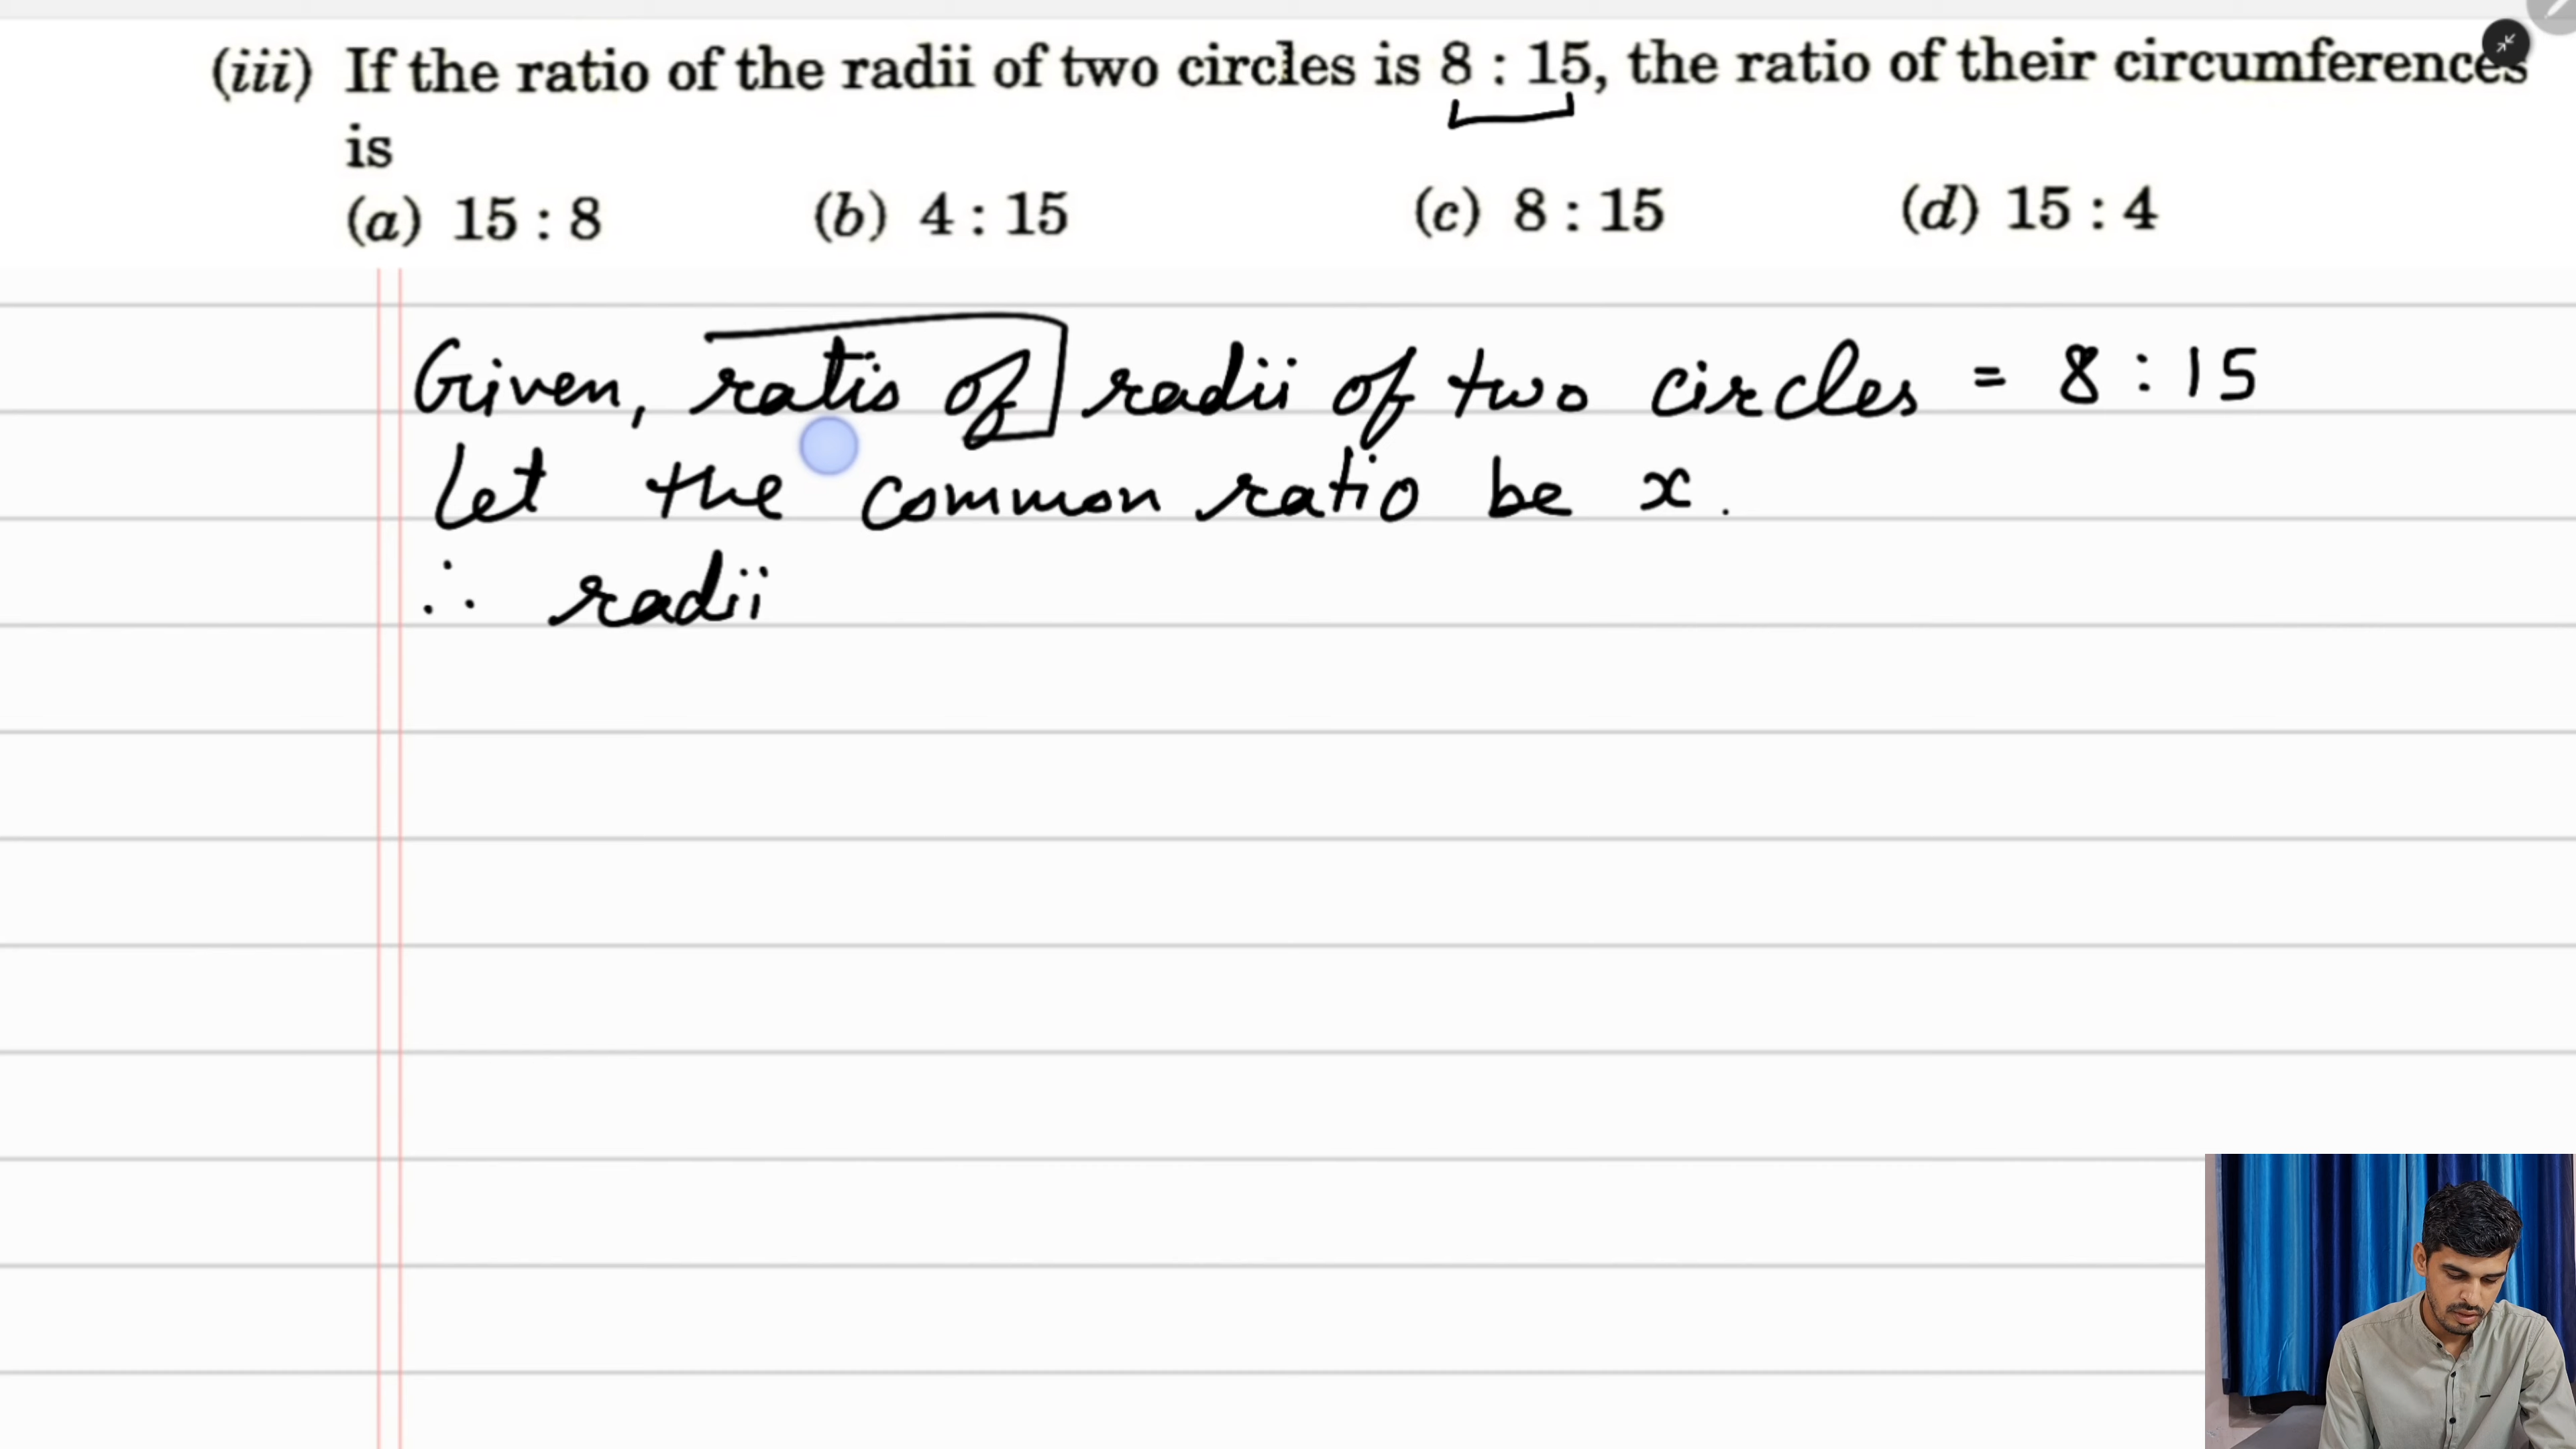 (iii) If the ratio of the radii of two circles is 8 : 15, the ratio of their circumferences
is
(a) 15 : 8 (b) 4 : 15 (c) 8 : 15 (d) 15 : 4
Given, ratio of radii of two circles = 8 : 15
Let the common ratio be x.
∴ radii